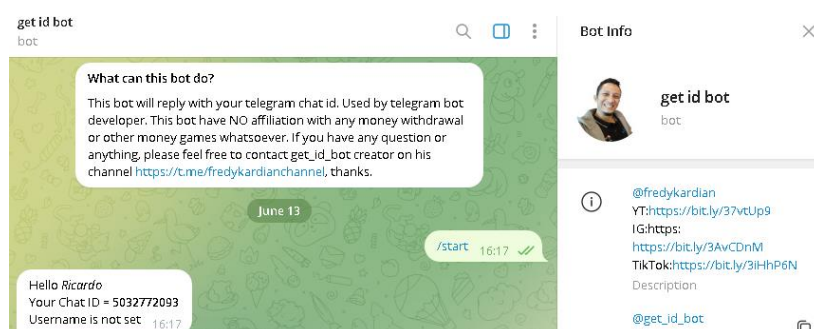 get id bot
bot
What can this bot do?
This bot will reply with your telegram chat id. Used by telegram bot
developer. This bot have NO affiliation with any money withdrawal
or other money games whatsoever. If you have any question or
anything, please feel free to contact get_id_bot creator on his
channel https://t.me/fredykardianchannel, thanks.
June 13
/start 16:17
Hello Ricardo
Your Chat ID = 5032772093
Username is not set 16:17
Bot Info
get id bot
bot
@fredykardian
YT:https://bit.ly/37vtUp9
IG:https:
https://bit.ly/3AvCDnM
TikTok:https://bit.ly/3iHhP6N
Description
@get_id_bot